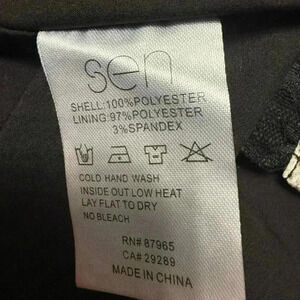 sen
SHELL:100%POLYESTER
LINING:97%POLYESTER
3%SPANDEX
COLD HAND WASH
INSIDE OUT LOW HEAT
LAY FLAT TO DRY
NO BLEACH
RN# 87965
CA# 29289
MADE IN CHINA